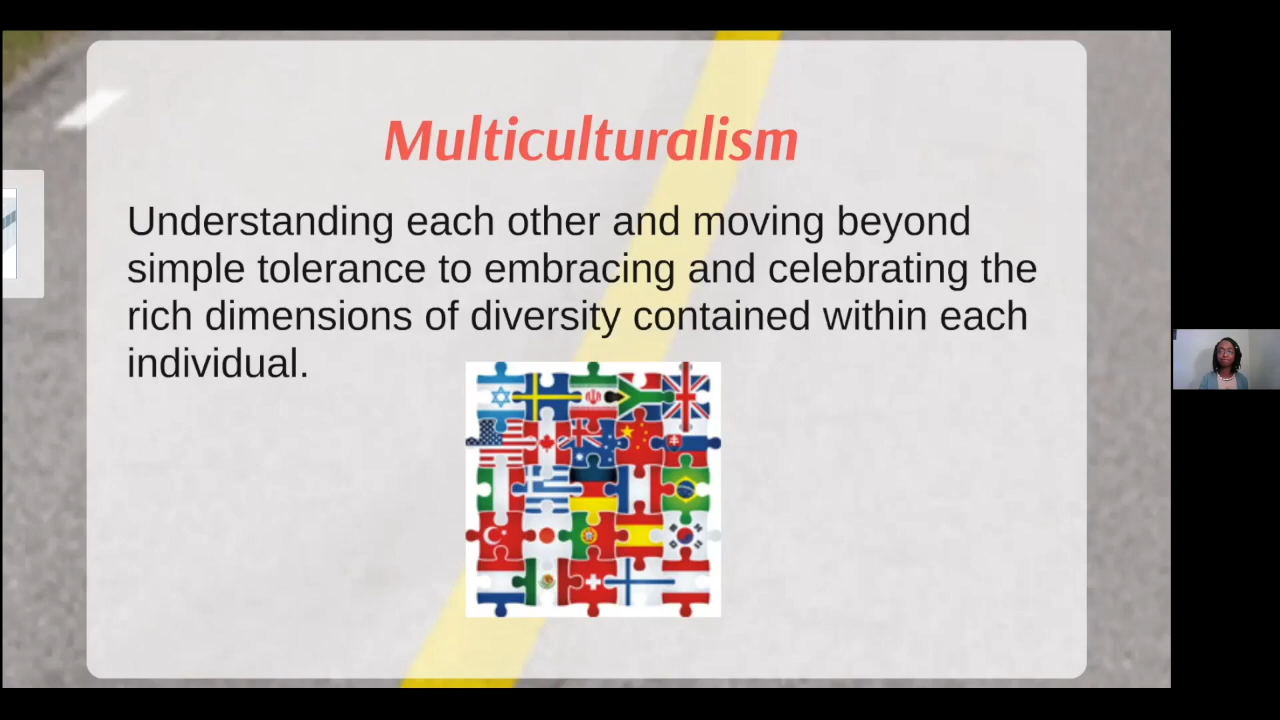 Multiculturalism
Understanding each other and moving beyond
simple tolerance to embracing and celebrating the
rich dimensions of diversity contained within each
individual.